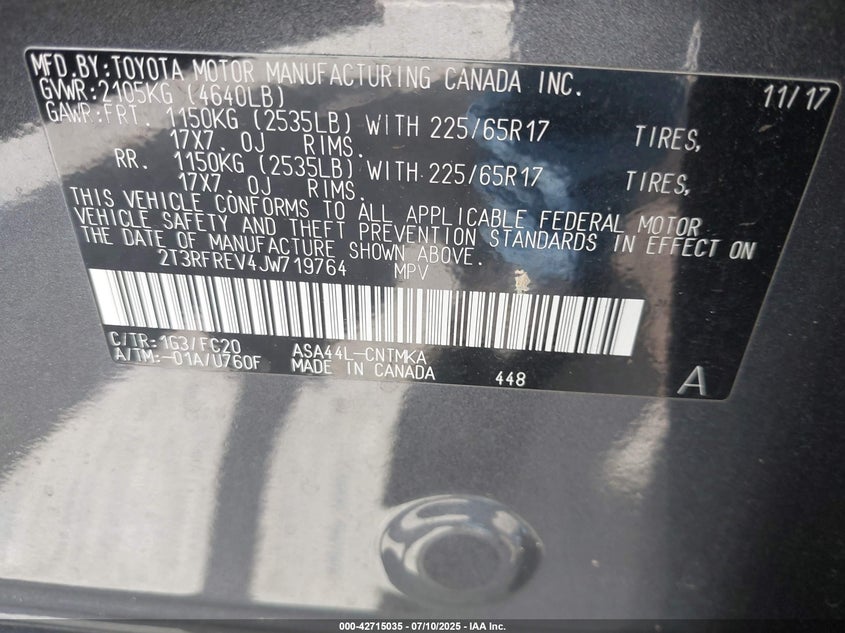 MFD.BY:TOYOTA MOTOR MANUFACTURING CANADA INC.
GVWR:2105KG (4640LB) 11/17
GAWR:FRT. 1150KG (2535LB) WITH 225/65R17 TIRES,
17X7.0J RIMS.
RR. 1150KG (2535LB) WITH 225/65R17 TIRES,
17X7.0J RIMS.
THIS VEHICLE CONFORMS TO ALL APPLICABLE FEDERAL MOTOR
VEHICLE SAFETY AND THEFT PREVENTION STANDARDS IN EFFECT ON
THE DATE OF MANUFACTURE SHOWN ABOVE.
2T3RFREV4JW719764 MPV
C/TR:1G3/FC20 ASA44L-CNTMKA
A/TM:-01A/U760F MADE IN CANADA 448 A
000-42715035 - 07/10/2025 - IAA Inc.